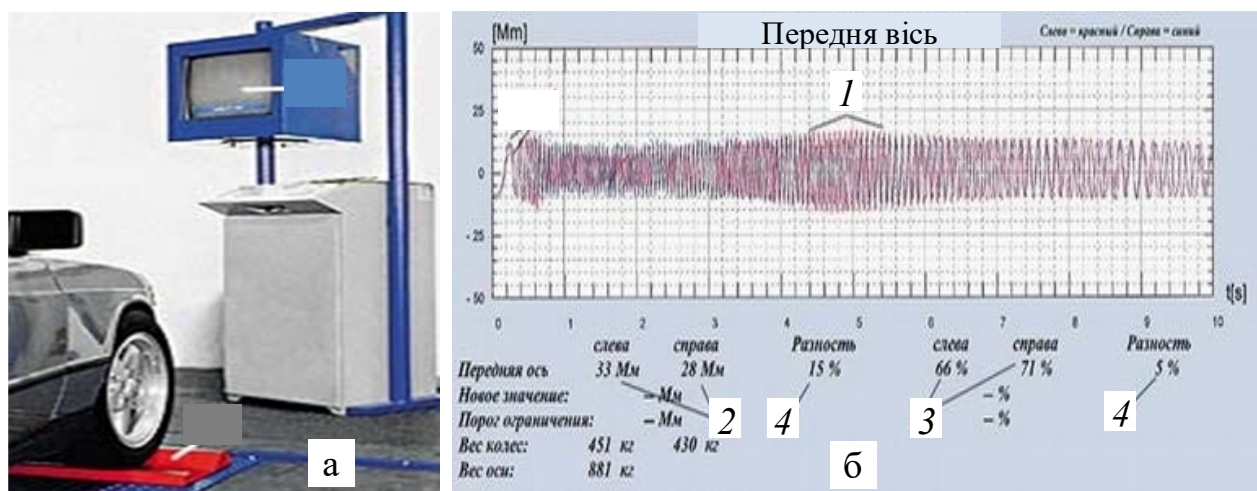 [Мм]
Передня вісь
Слева = красный / Справа = синий
50
25
0
- 25
- 50
1
t[s]
0 1 2 3 4 5 6 7 8 9 10
слева справа Разность слева справа Разность
Передняя ось 33 Мм 28 Мм 15 % 66 % 71 % 5 %
Новое значение: – Мм – %
Порог ограничения: – Мм 2 4 3 – % 4
Вес колес: 451 кг 430 кг
Вес оси: 881 кг
а
б